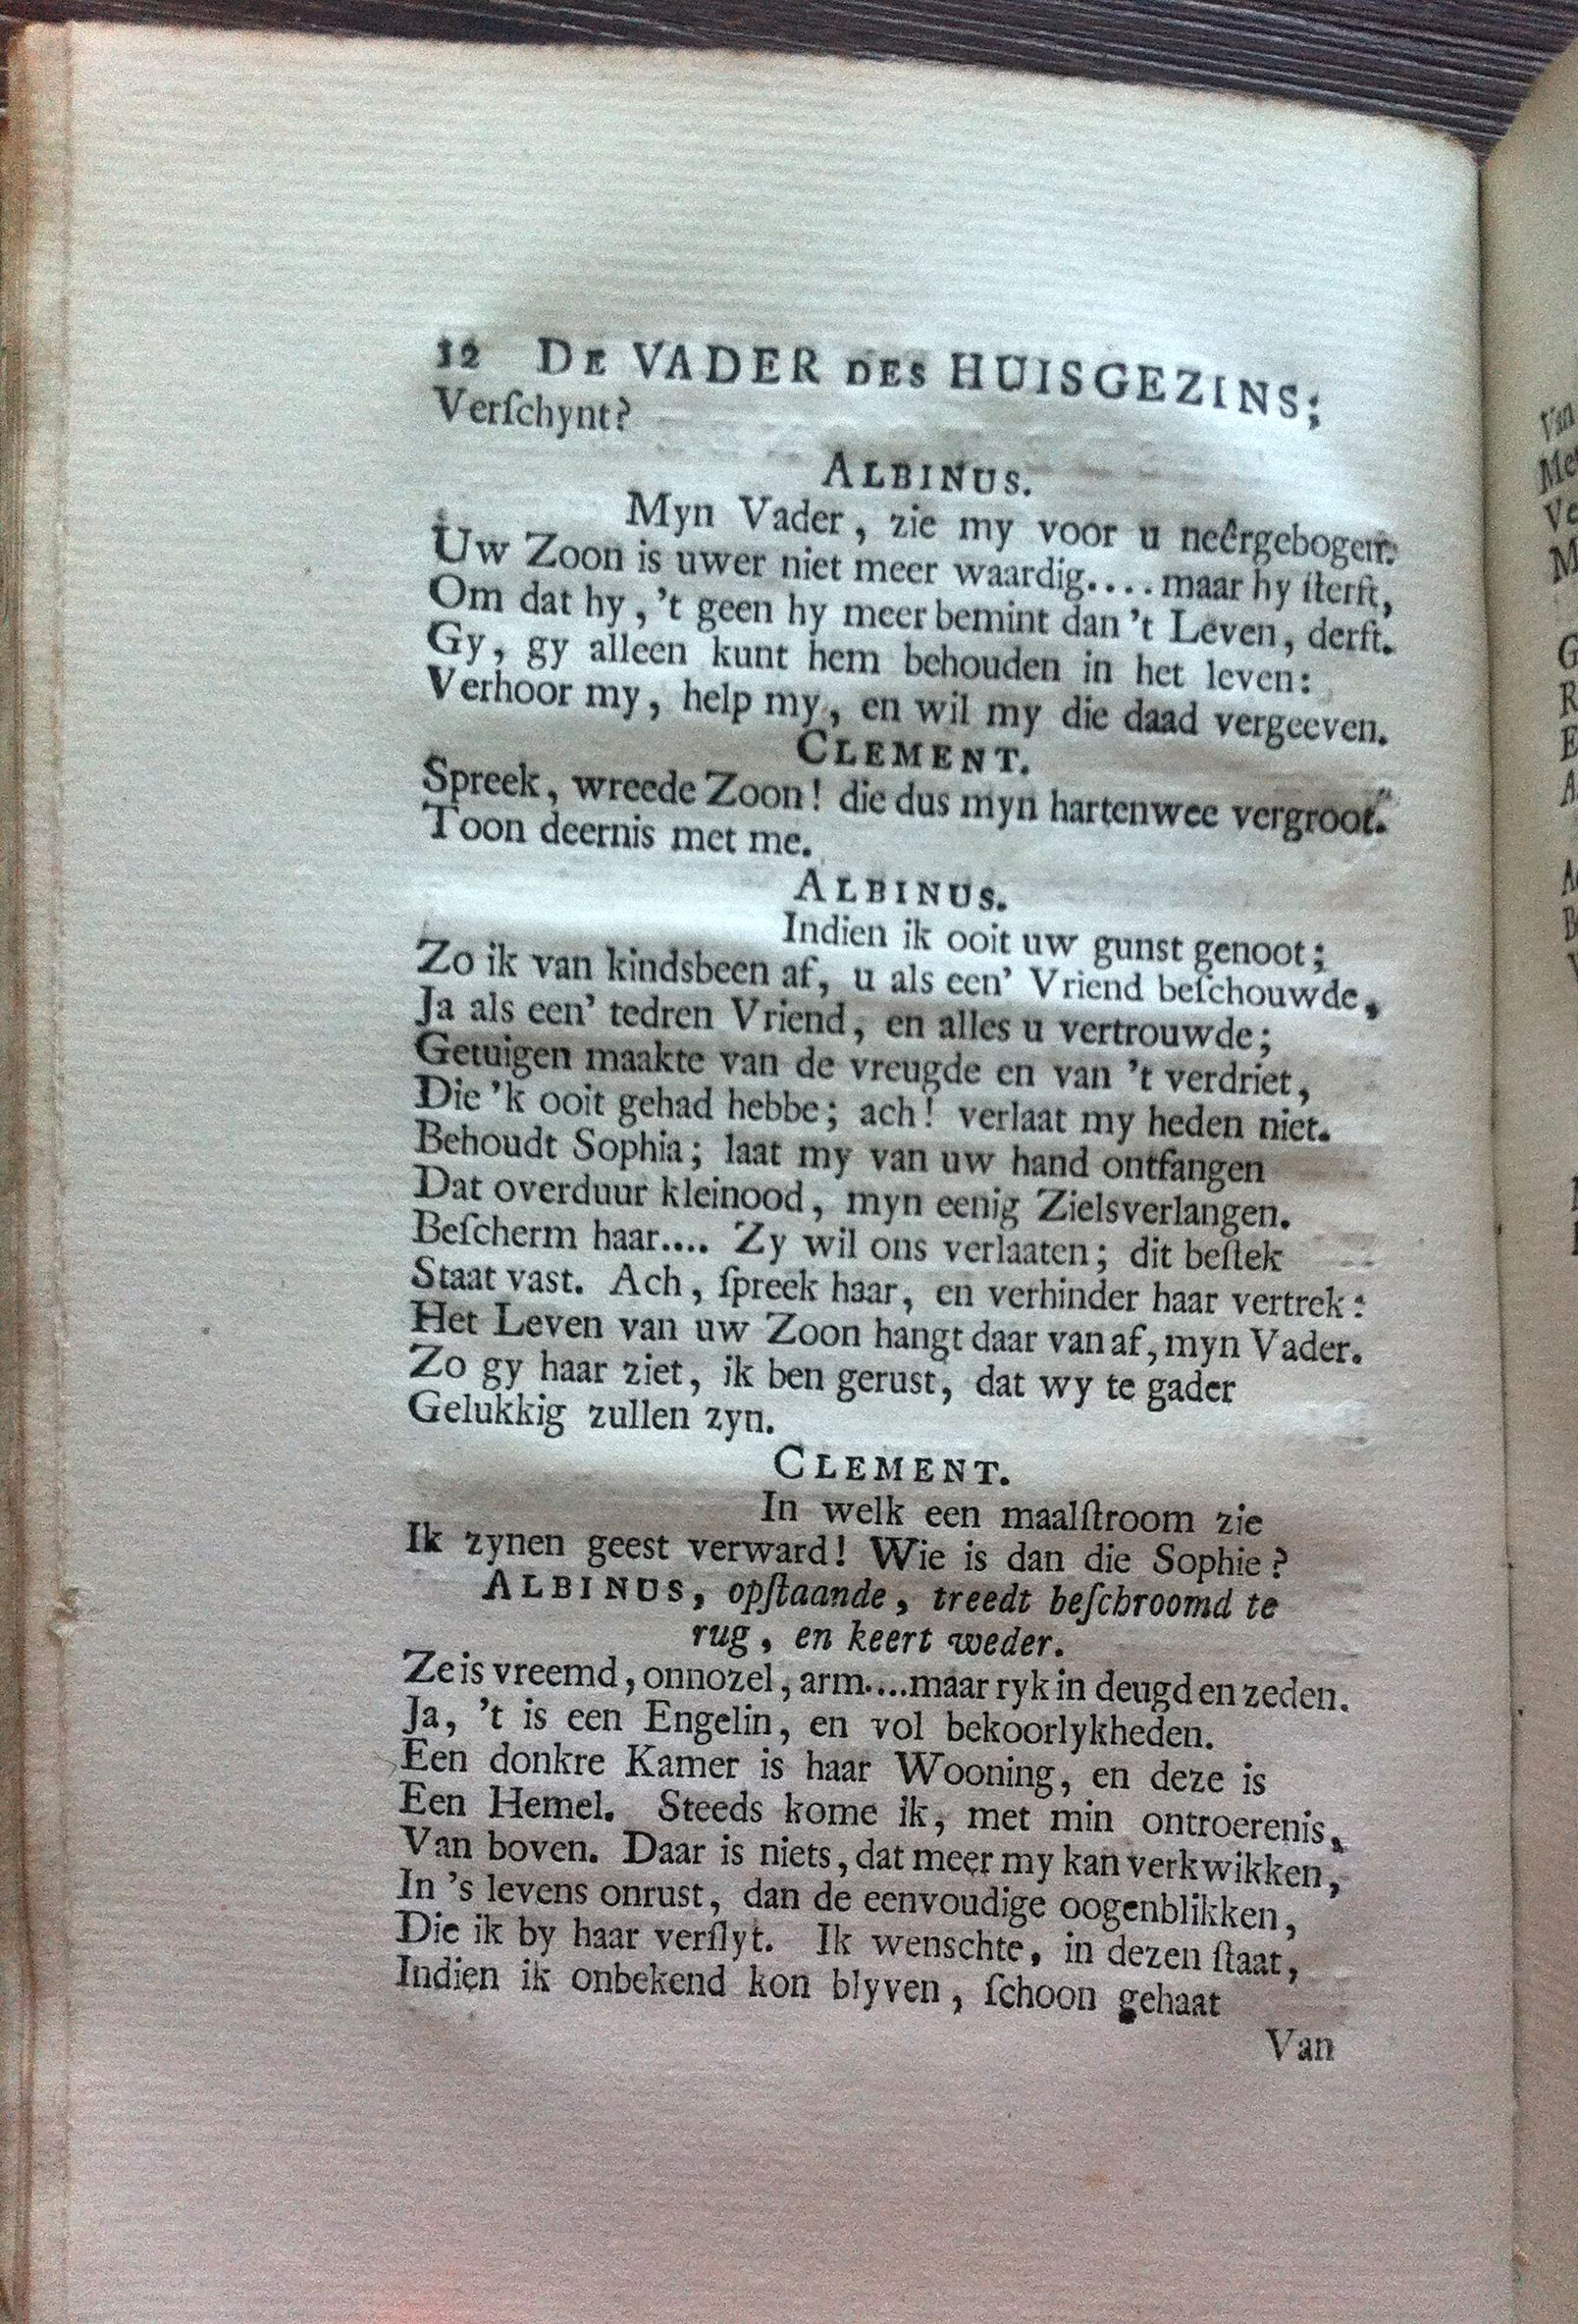 12 DE VADER DES HUISGEZINS;
Verſchynt?
ALBINUS.
Myn Vader, zie my voor u neêrgebogen.
Uw Zoon is uwer niet meer waardig.... maar hy ſterft,
Om dat hy, 't geen hy meer bemint dan 't Leven, derft.
Gy, gy alleen kunt hem behouden in het leven:
Verhoor my, help my, en wil my die daad vergeeven.
CLEMENT.
Spreek, wreede Zoon! die dus myn hartenwee vergroot.
Toon deernis met me.
ALBINUS.
Indien ik ooit uw gunst genoot;
Zo ik van kindsbeen af, u als een' Vriend beſchouwde,
Ja als een' tedren Vriend, en alles u vertrouwde;
Getuigen maakte van de vreugde en van 't verdriet,
Die 'k ooit gehad hebbe; ach! verlaat my heden niet.
Behoudt Sophia; laat my van uw hand ontfangen
Dat overduur kleinood, myn eenig Zielsverlangen.
Beſcherm haar.... Zy wil ons verlaaten; dit beſtek
Staat vast. Ach, ſpreek haar, en verhinder haar vertrek:
Het Leven van uw Zoon hangt daar van af, myn Vader.
Zo gy haar ziet, ik ben gerust, dat wy te gader
Gelukkig zullen zyn.
CLEMENT.
In welk een maalſtroom zie
Ik zynen geest verward! Wie is dan die Sophie?
ALBINUS, opſtaande, treedt beſchroomd te
rug, en keert weder.
Ze is vreemd, onnozel, arm....maar ryk in deugd en zeden.
Ja, 't is een Engelin, en vol bekoorlykheden.
Een donkre Kamer is haar Wooning, en deze is
Een Hemel. Steeds kome ik, met min ontroerenis,
Van boven. Daar is niets, dat meer my kan verkwikken,
In 's levens onrust, dan de eenvoudige oogenblikken,
Die ik by haar verſlyt. Ik wenschte, in dezen ſtaat,
Indien ik onbekend kon blyven, ſchoon gehaat
Van